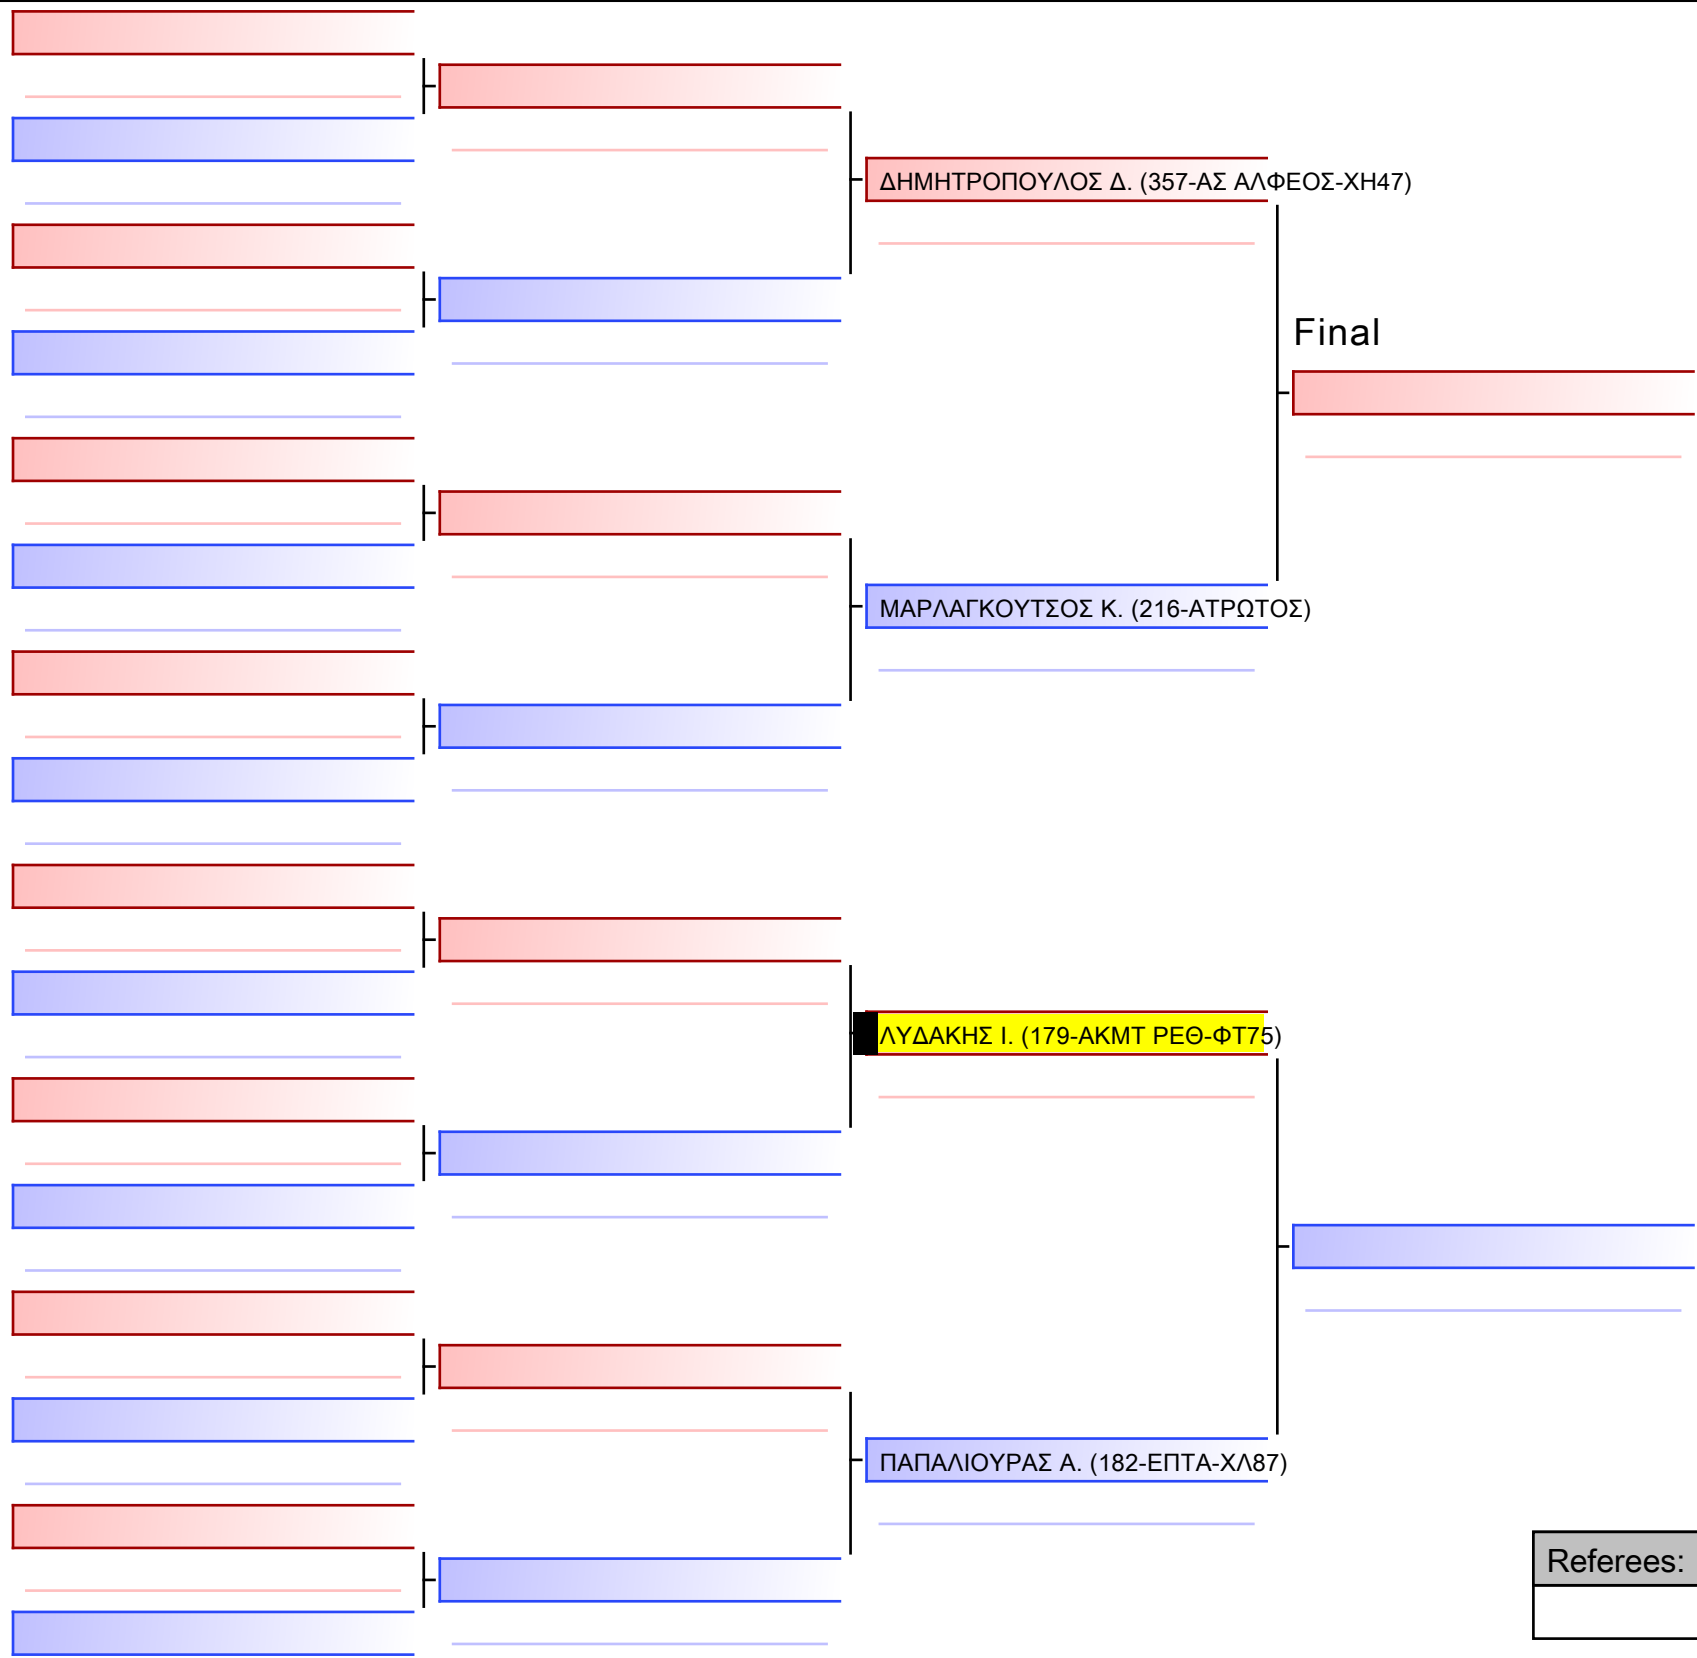 ΔΗΜΗΤΡΟΠΟΥΛΟΣ Δ. (357-ΑΣ ΑΛΦΕΟΣ-ΧΗ47)
Final
ΜΑΡΛΑΓΚΟΥΤΣΟΣ Κ. (216-ΑΤΡΩΤΟΣ)
ΛΥΔΑΚΗΣ Ι. (179-ΑΚΜΤ ΡΕΘ-ΦΤ75)
ΠΑΠΑΛΙΟΥΡΑΣ Α. (182-ΕΠΤΑ-ΧΛ87)
Referees: